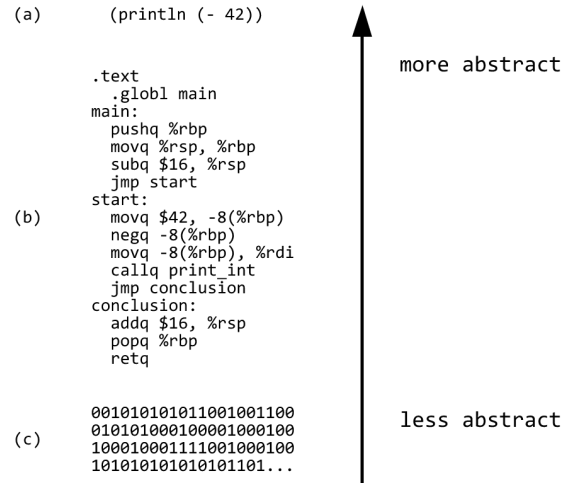 (a) (println (- 42))
more abstract
.text
.globl main
main:
pushq %rbp
movq %rsp, %rbp
subq $16, %rsp
jmp start
start:
(b) movq $42, -8(%rbp)
negq -8(%rbp)
movq -8(%rbp), %rdi
callq print_int
jmp conclusion
conclusion:
addq $16, %rsp
popq %rbp
retq
001010101011001001100
less abstract
010101000100001000100
(c) 100010001111001000100
101010101010101101...